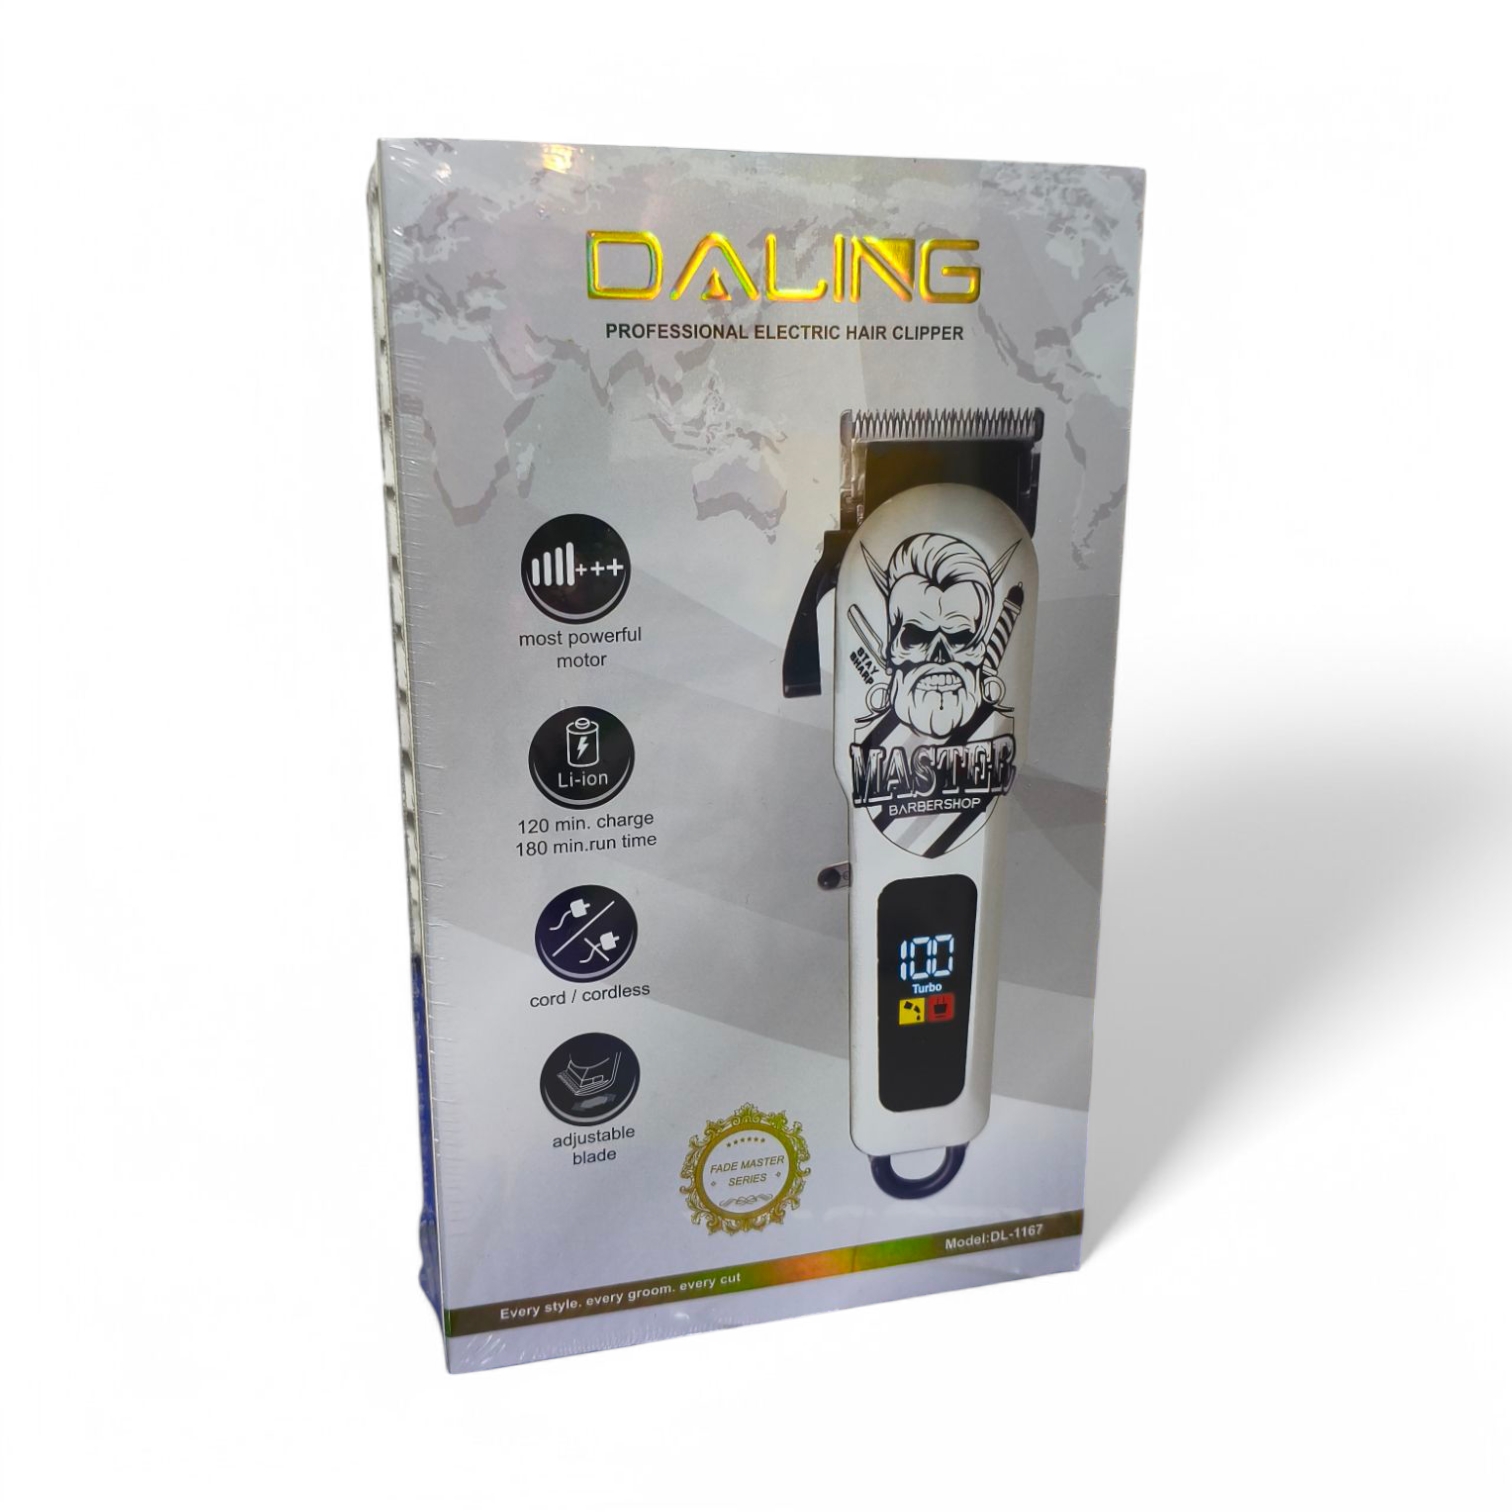 DALING
PROFESSIONAL ELECTRIC HAIR CLIPPER
+++
most powerful
motor
Li-ion
120 min. charge
180 min.run time
cord / cordless
adjustable
blade
STAY
SHARP
MASTER
BARBERSHOP
100
Turbo
FADE MASTER
SERIES
Every style. every groom. every cut
Model:DL-1167